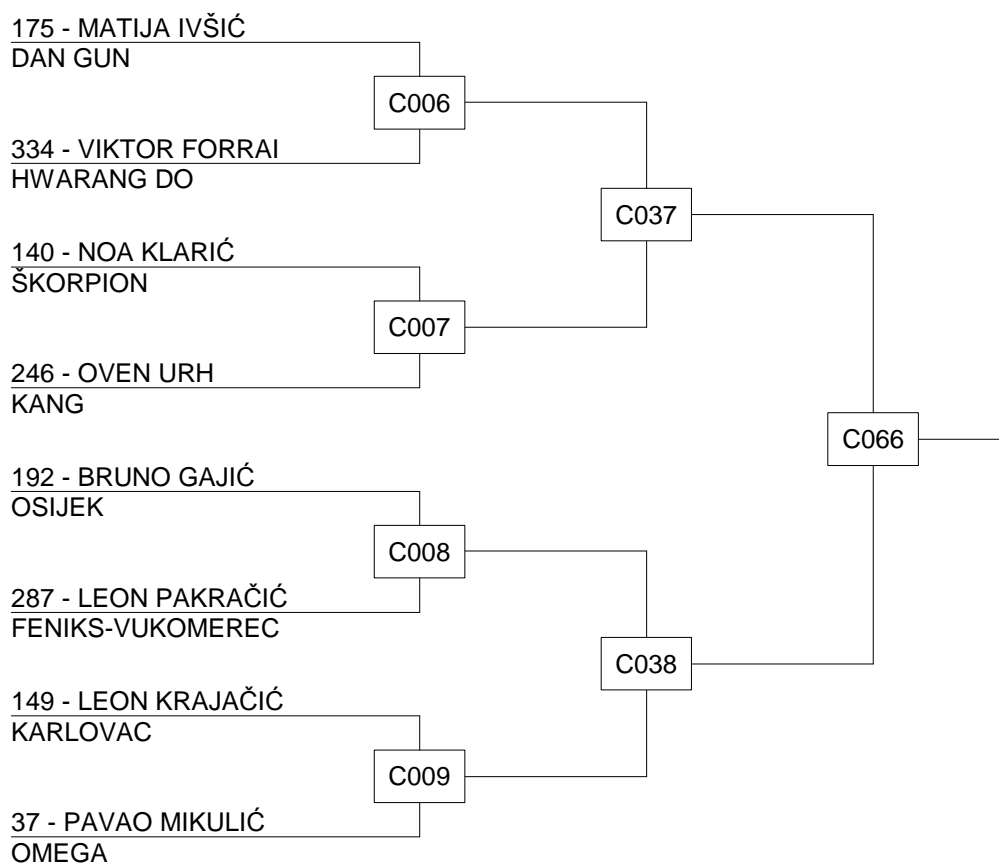 175 - MATIJA IVŠIĆ
DAN GUN
C006
334 - VIKTOR FORRAI
HWARANG DO
C037
140 - NOA KLARIĆ
ŠKORPION
C007
246 - OVEN URH
KANG
C066
192 - BRUNO GAJIĆ
OSIJEK
C008
287 - LEON PAKRAČIĆ
FENIKS-VUKOMEREC
C038
149 - LEON KRAJAČIĆ
KARLOVAC
C009
37 - PAVAO MIKULIĆ
OMEGA